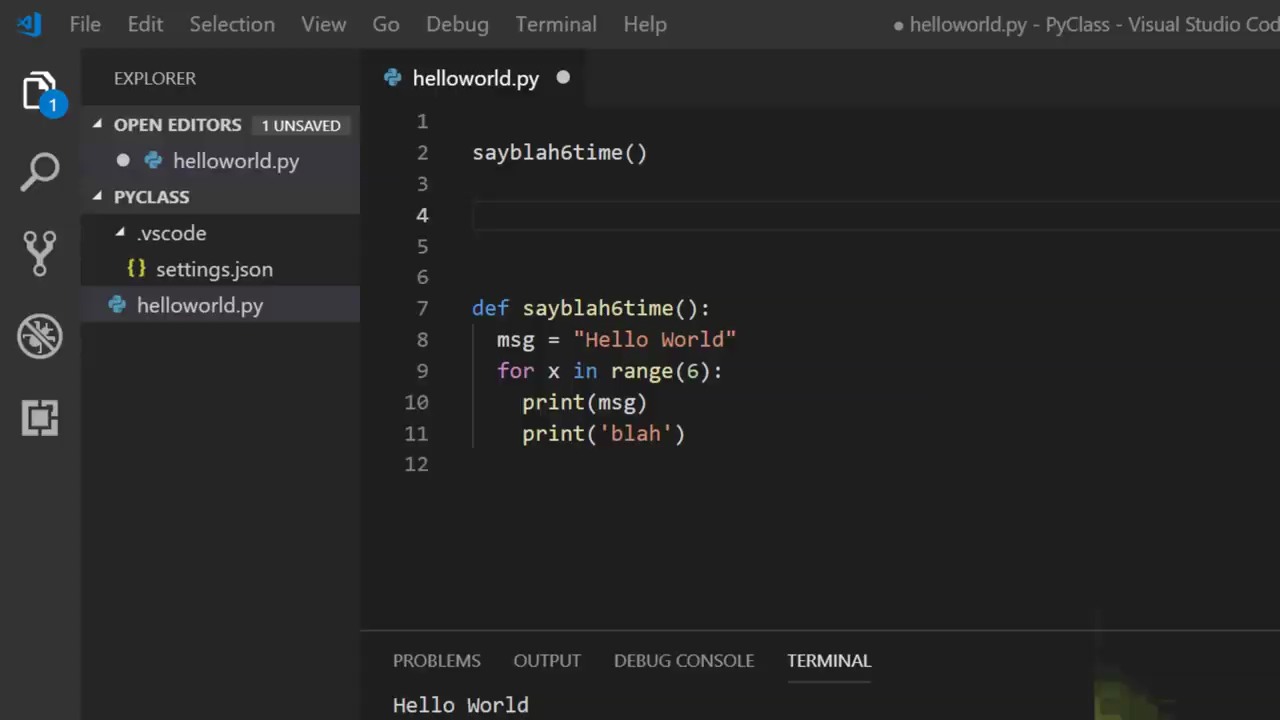 File Edit Selection View Go Debug Terminal Help ● helloworld.py - PyClass - Visual Studio Cod
EXPLORER
1
OPEN EDITORS 1 UNSAVED
helloworld.py
PYCLASS
.vscode
{} settings.json
helloworld.py
helloworld.py ●
1
2 sayblah6time()
3
4
5
6
7 def sayblah6time():
8 msg = "Hello World"
9 for x in range(6):
10 print(msg)
11 print('blah')
12
PROBLEMS OUTPUT DEBUG CONSOLE TERMINAL
Hello World